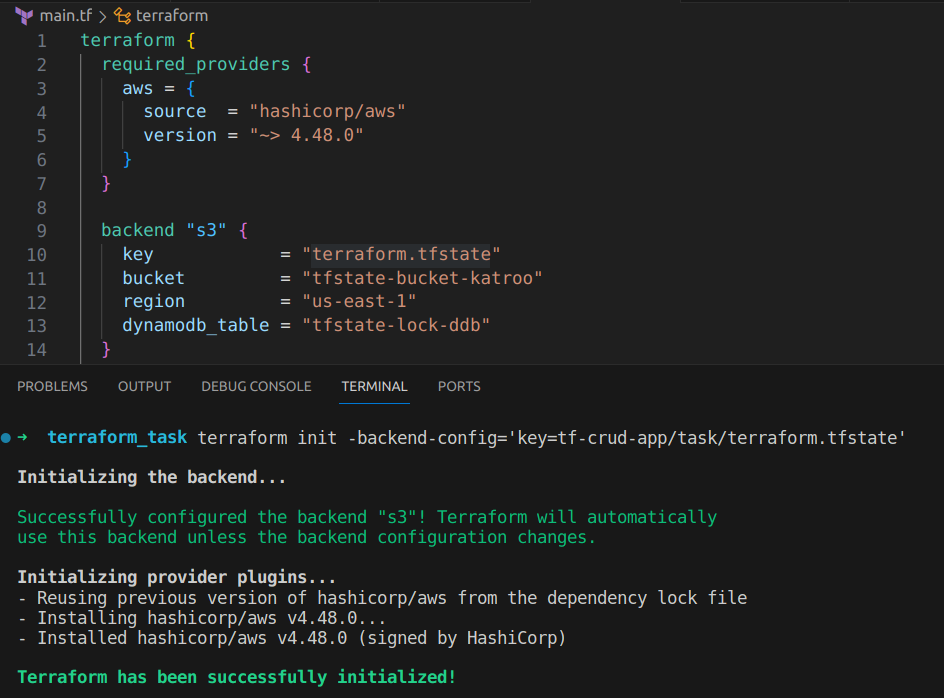 main.tf > terraform
1 terraform {
2 required_providers {
3 aws = {
4 source  = "hashicorp/aws"
5 version = "~> 4.48.0"
6 }
7 }
8
9 backend "s3" {
10 key            = "terraform.tfstate"
11 bucket         = "tfstate-bucket-katroo"
12 region         = "us-east-1"
13 dynamodb_table = "tfstate-lock-ddb"
14 }
PROBLEMS OUTPUT DEBUG CONSOLE TERMINAL PORTS
➜ terraform_task terraform init -backend-config='key=tf-crud-app/task/terraform.tfstate'
Initializing the backend...
Successfully configured the backend "s3"! Terraform will automatically
use this backend unless the backend configuration changes.
Initializing provider plugins...
- Reusing previous version of hashicorp/aws from the dependency lock file
- Installing hashicorp/aws v4.48.0...
- Installed hashicorp/aws v4.48.0 (signed by HashiCorp)
Terraform has been successfully initialized!